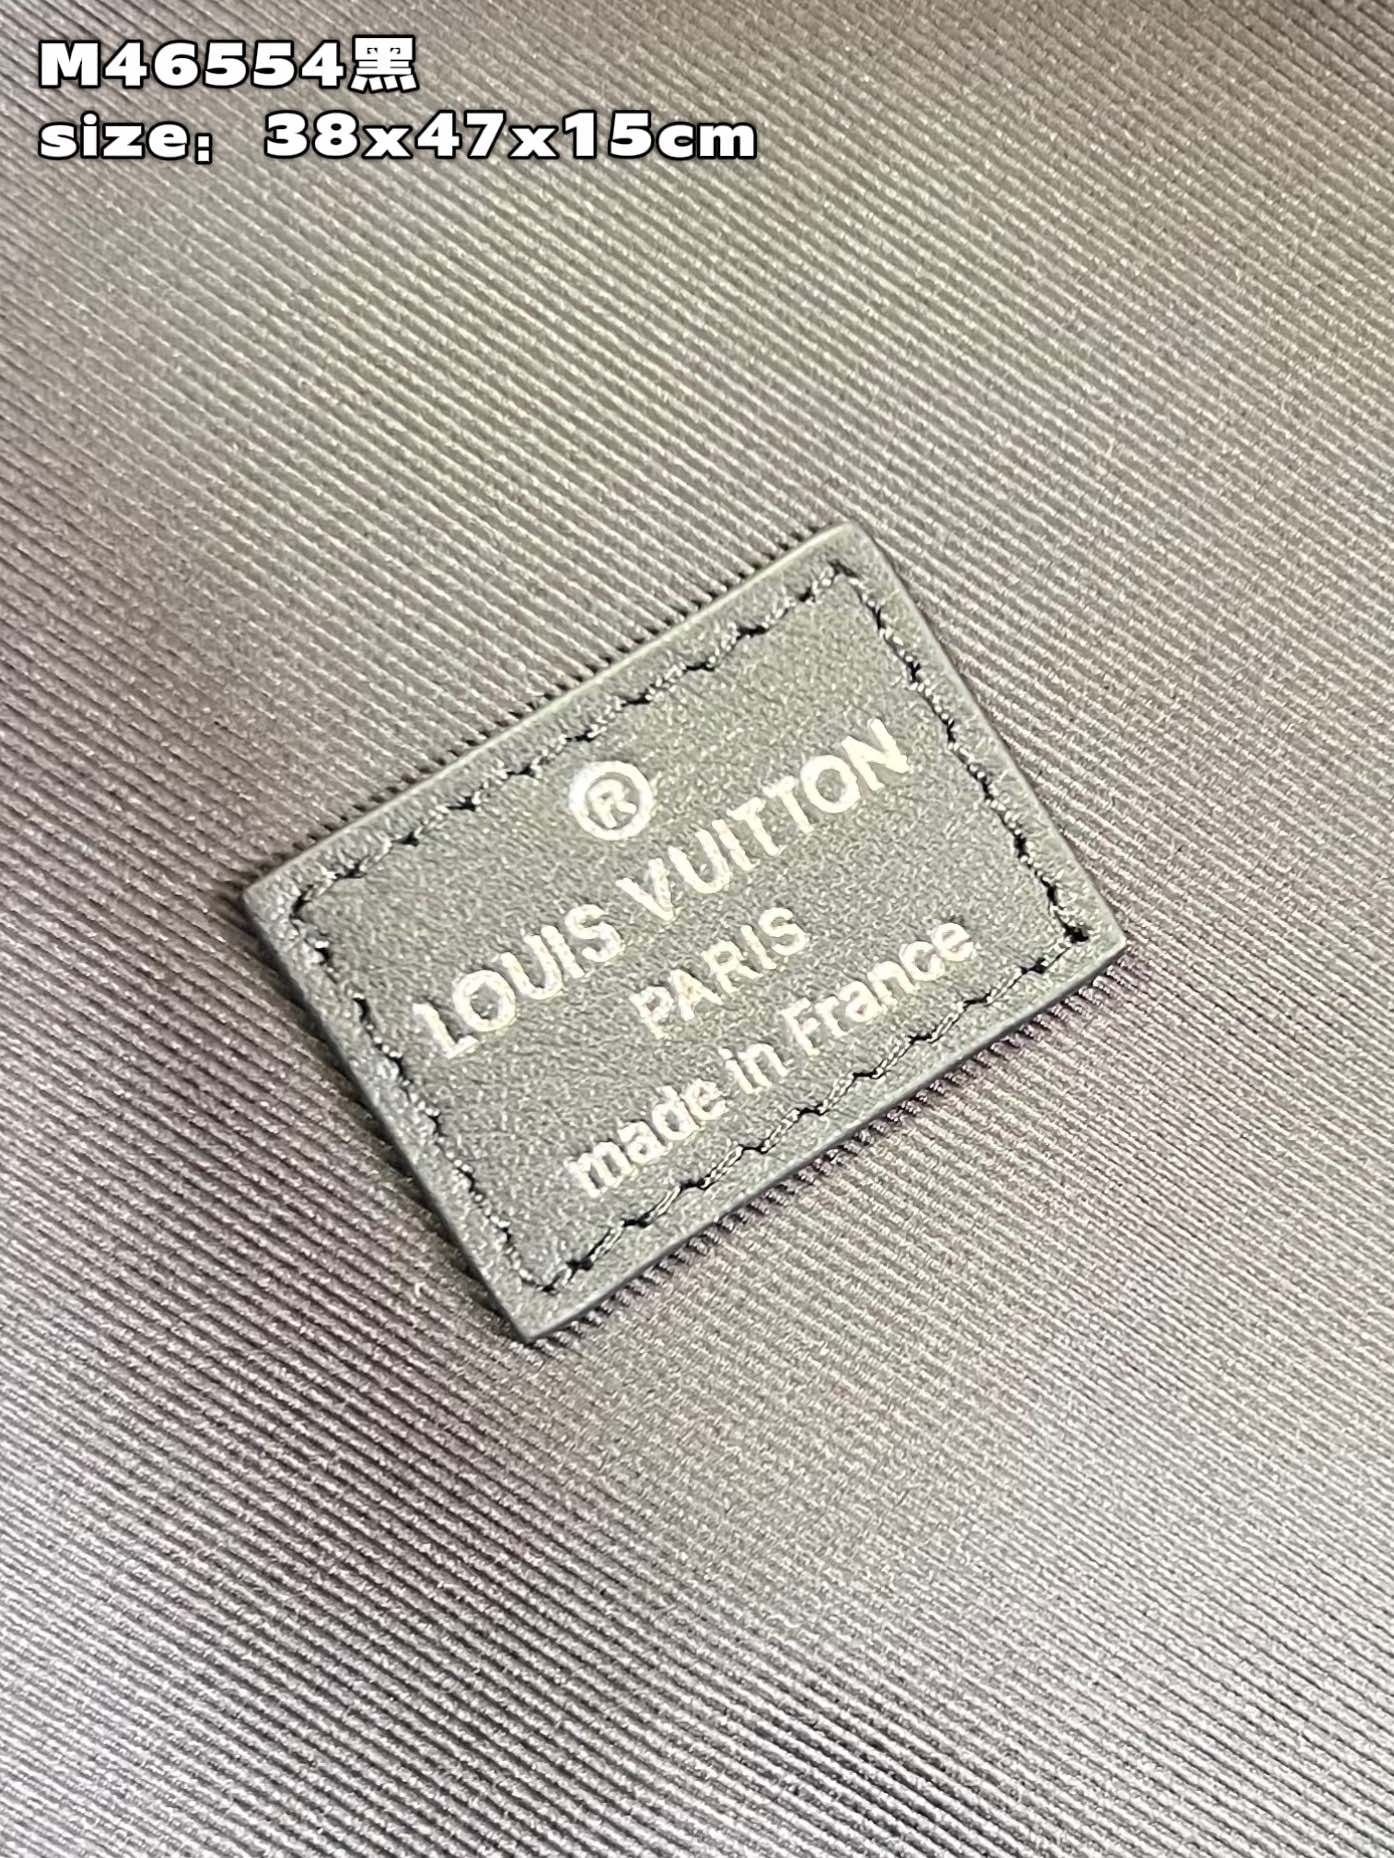 M46554黑
size：38x47x15cm
®
LOUIS VUITTON
PARIS
made in France